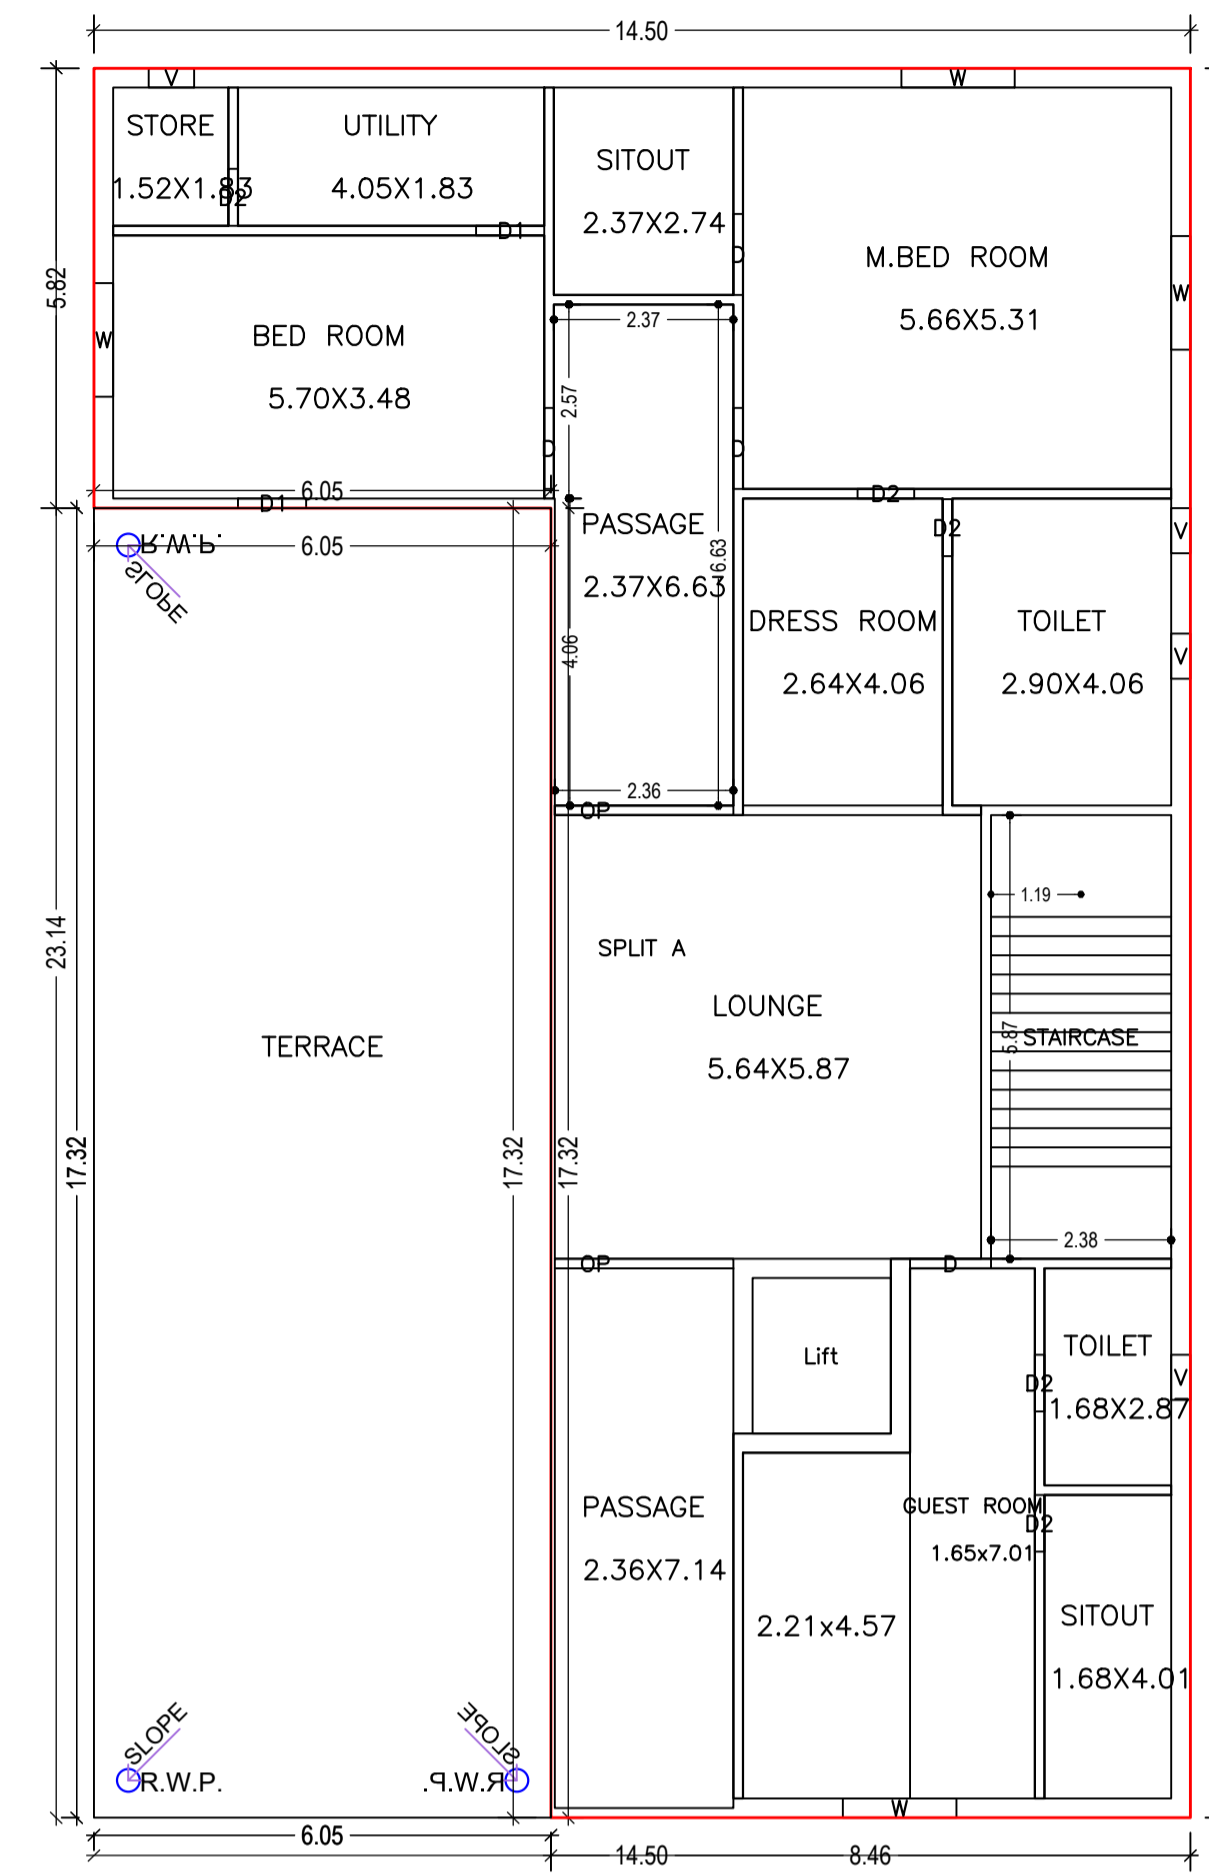 14.50
V
W
STORE
UTILITY
1.52X1.83
D2
4.05X1.83
SITOUT
2.37X2.74
D1
D
M.BED ROOM
5.66X5.31
W
5.82
W
BED ROOM
5.70X3.48
2.37
2.57
D
D
6.05
D1
D2
R.W.P.
SLOPE
6.05
PASSAGE
2.37X6.63
6.63
4.06
D2
V
DRESS ROOM
2.64X4.06
TOILET
2.90X4.06
V
2.36
OP
1.19
23.14
SPLIT A
LOUNGE
5.64X5.87
5.87
STAIRCASE
TERRACE
17.32
17.32
17.32
2.38
OP
D
Lift
TOILET
1.68X2.87
D2
V
PASSAGE
2.36X7.14
GUEST ROOM
1.65x7.01
D2
2.21x4.57
SITOUT
1.68X4.01
SLOPE
R.W.P.
SLOPE
R.W.P.
W
6.05
14.50
8.46